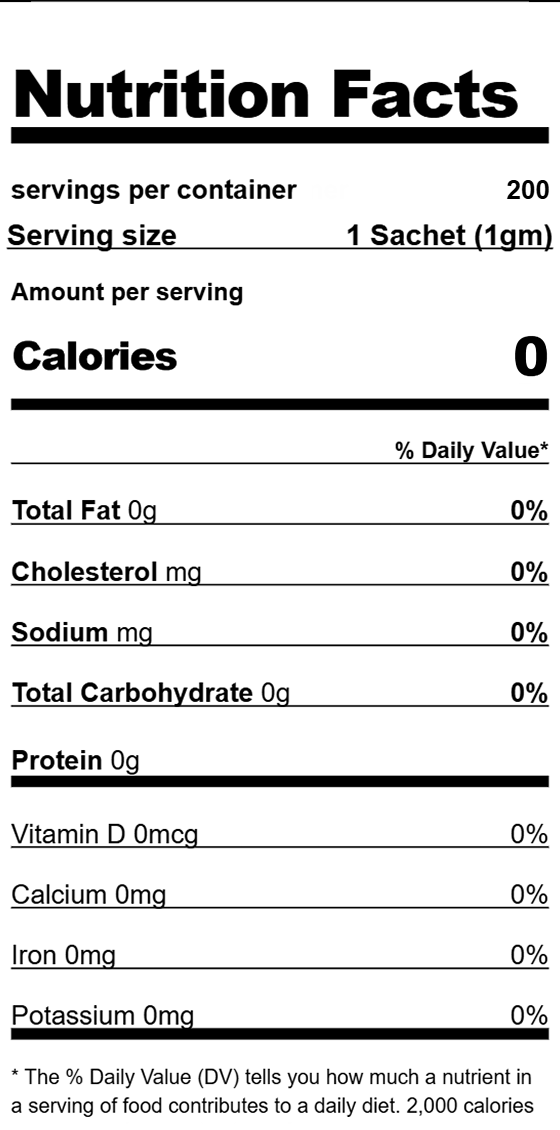 Nutrition Facts
servings per container 200
Serving size 1 Sachet (1gm)
Amount per serving
Calories 0
% Daily Value*
Total Fat 0g 0%
Cholesterol mg 0%
Sodium mg 0%
Total Carbohydrate 0g 0%
Protein 0g
Vitamin D 0mcg 0%
Calcium 0mg 0%
Iron 0mg 0%
Potassium 0mg 0%
* The % Daily Value (DV) tells you how much a nutrient in
a serving of food contributes to a daily diet. 2,000 calories